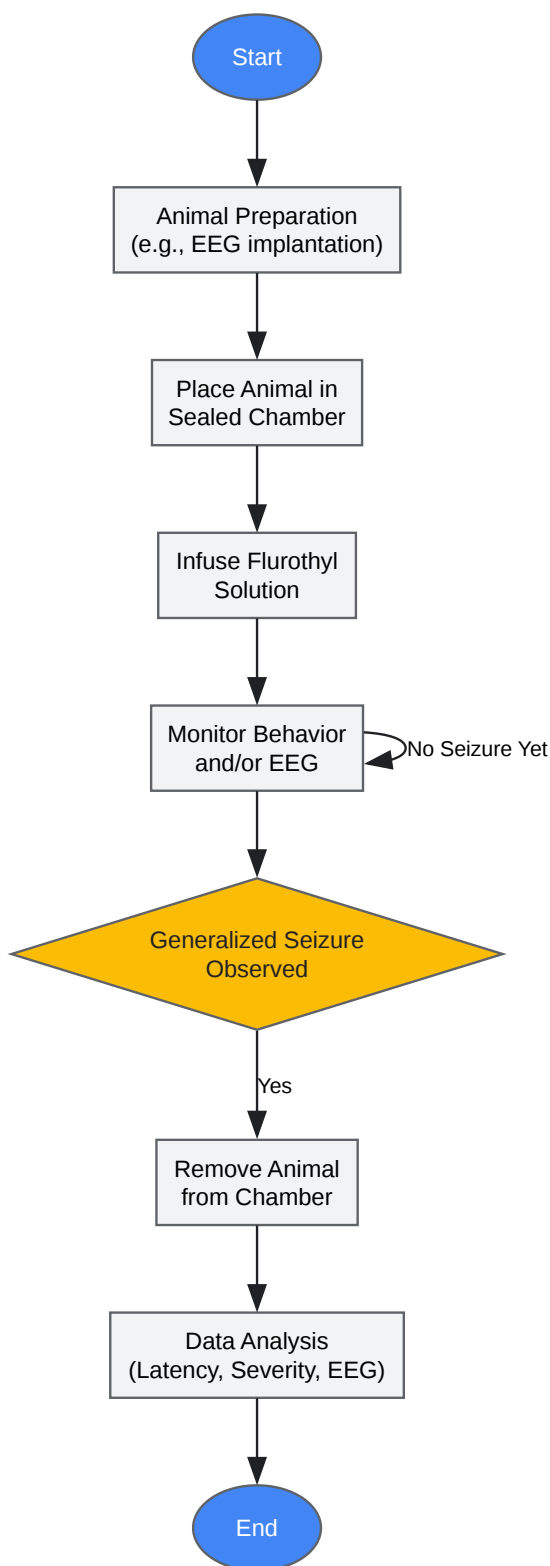 Start
Animal Preparation
(e.g., EEG implantation)
Place Animal in
Sealed Chamber
Infuse Flurothyl
Solution
Monitor Behavior
and/or EEG
No Seizure Yet
Generalized Seizure
Observed
Yes
Remove Animal
from Chamber
Data Analysis
(Latency, Severity, EEG)
End